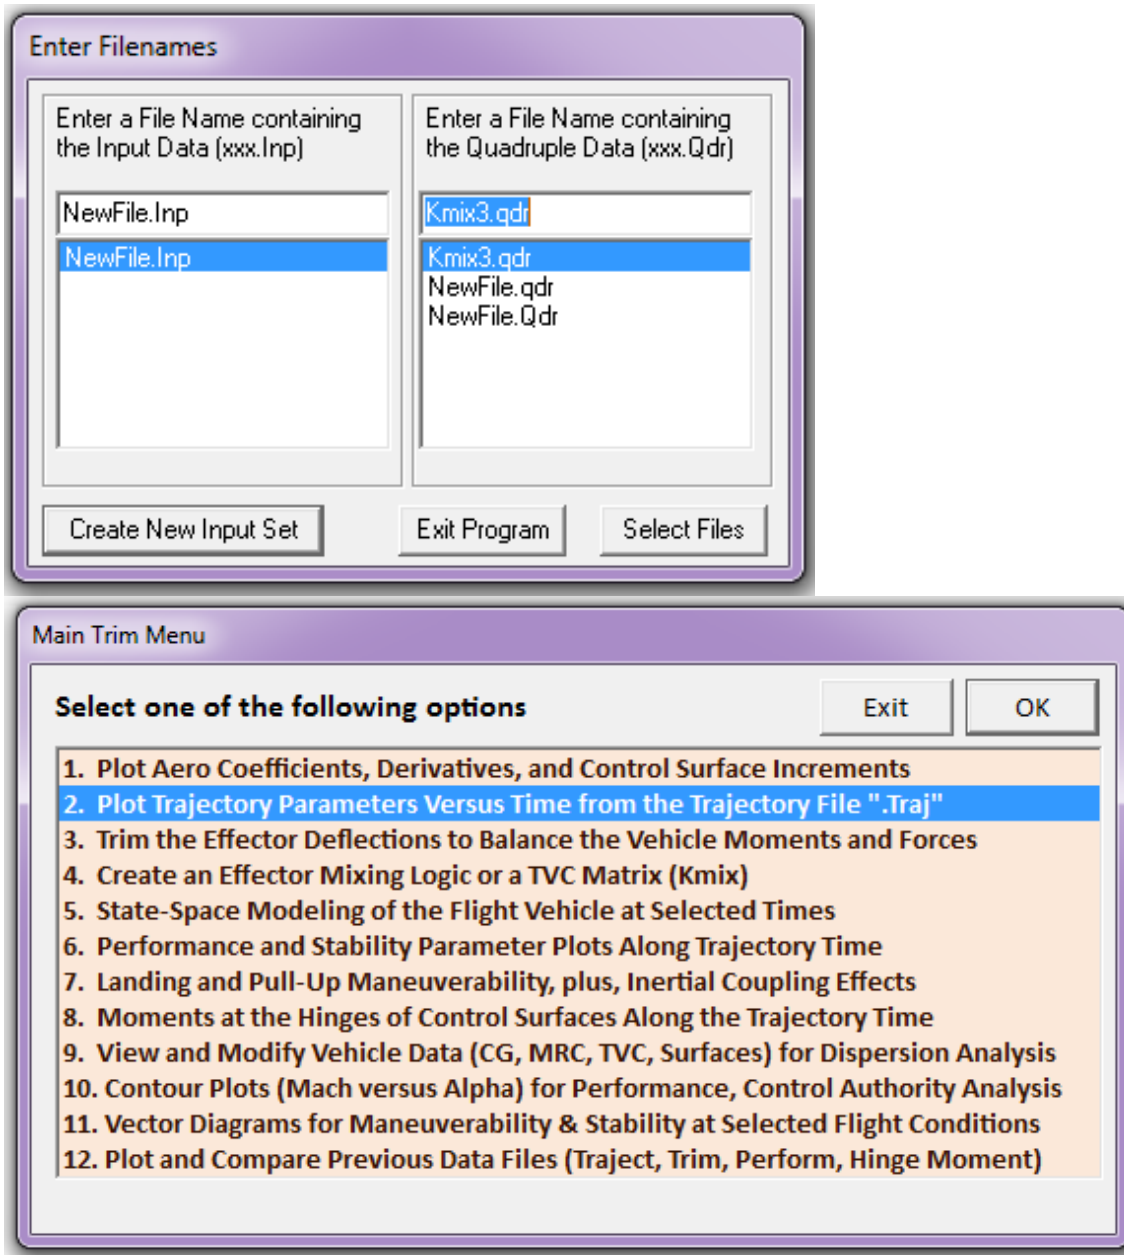 Enter Filenames
Enter a File Name containing
the Input Data (xxx.Inp)
NewFile.Inp
NewFile.Inp
Enter a File Name containing
the Quadruple Data (xxx.Qdr)
Kmix3.qdr
Kmix3.qdr
NewFile.qdr
NewFile.Qdr
Create New Input Set
Exit Program
Select Files
Main Trim Menu
Select one of the following options
Exit
OK
1. Plot Aero Coefficients, Derivatives, and Control Surface Increments
2. Plot Trajectory Parameters Versus Time from the Trajectory File ".Traj"
3. Trim the Effector Deflections to Balance the Vehicle Moments and Forces
4. Create an Effector Mixing Logic or a TVC Matrix (Kmix)
5. State-Space Modeling of the Flight Vehicle at Selected Times
6. Performance and Stability Parameter Plots Along Trajectory Time
7. Landing and Pull-Up Maneuverability, plus, Inertial Coupling Effects
8. Moments at the Hinges of Control Surfaces Along the Trajectory Time
9. View and Modify Vehicle Data (CG, MRC, TVC, Surfaces) for Dispersion Analysis
10. Contour Plots (Mach versus Alpha) for Performance, Control Authority Analysis
11. Vector Diagrams for Maneuverability & Stability at Selected Flight Conditions
12. Plot and Compare Previous Data Files (Traject, Trim, Perform, Hinge Moment)